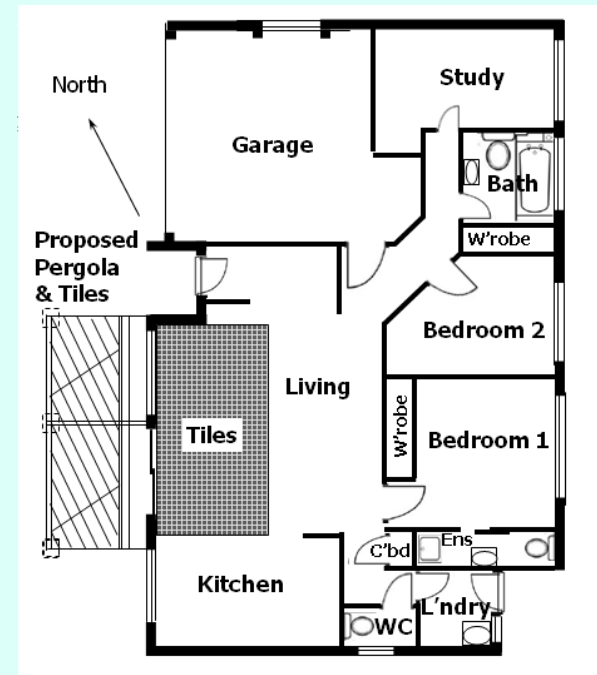 North
Study
Garage
Bath
Proposed
Pergola
& Tiles
W'robe
Bedroom 2
Living
W'robe
Tiles
Bedroom 1
Ens
C'bd
Kitchen
L'ndry
WC